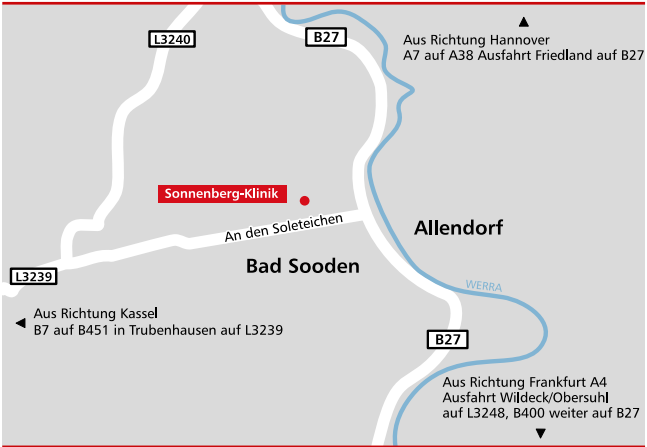 L3240
B27
Aus Richtung Hannover
A7 auf A38 Ausfahrt Friedland auf B27
Sonnenberg-Klinik
An den Soleteichen
Allendorf
Bad Sooden
L3239
WERRA
Aus Richtung Kassel
B7 auf B451 in Trubenhausen auf L3239
B27
Aus Richtung Frankfurt A4
Ausfahrt Wildeck/Obersuhl
auf L3248, B400 weiter auf B27